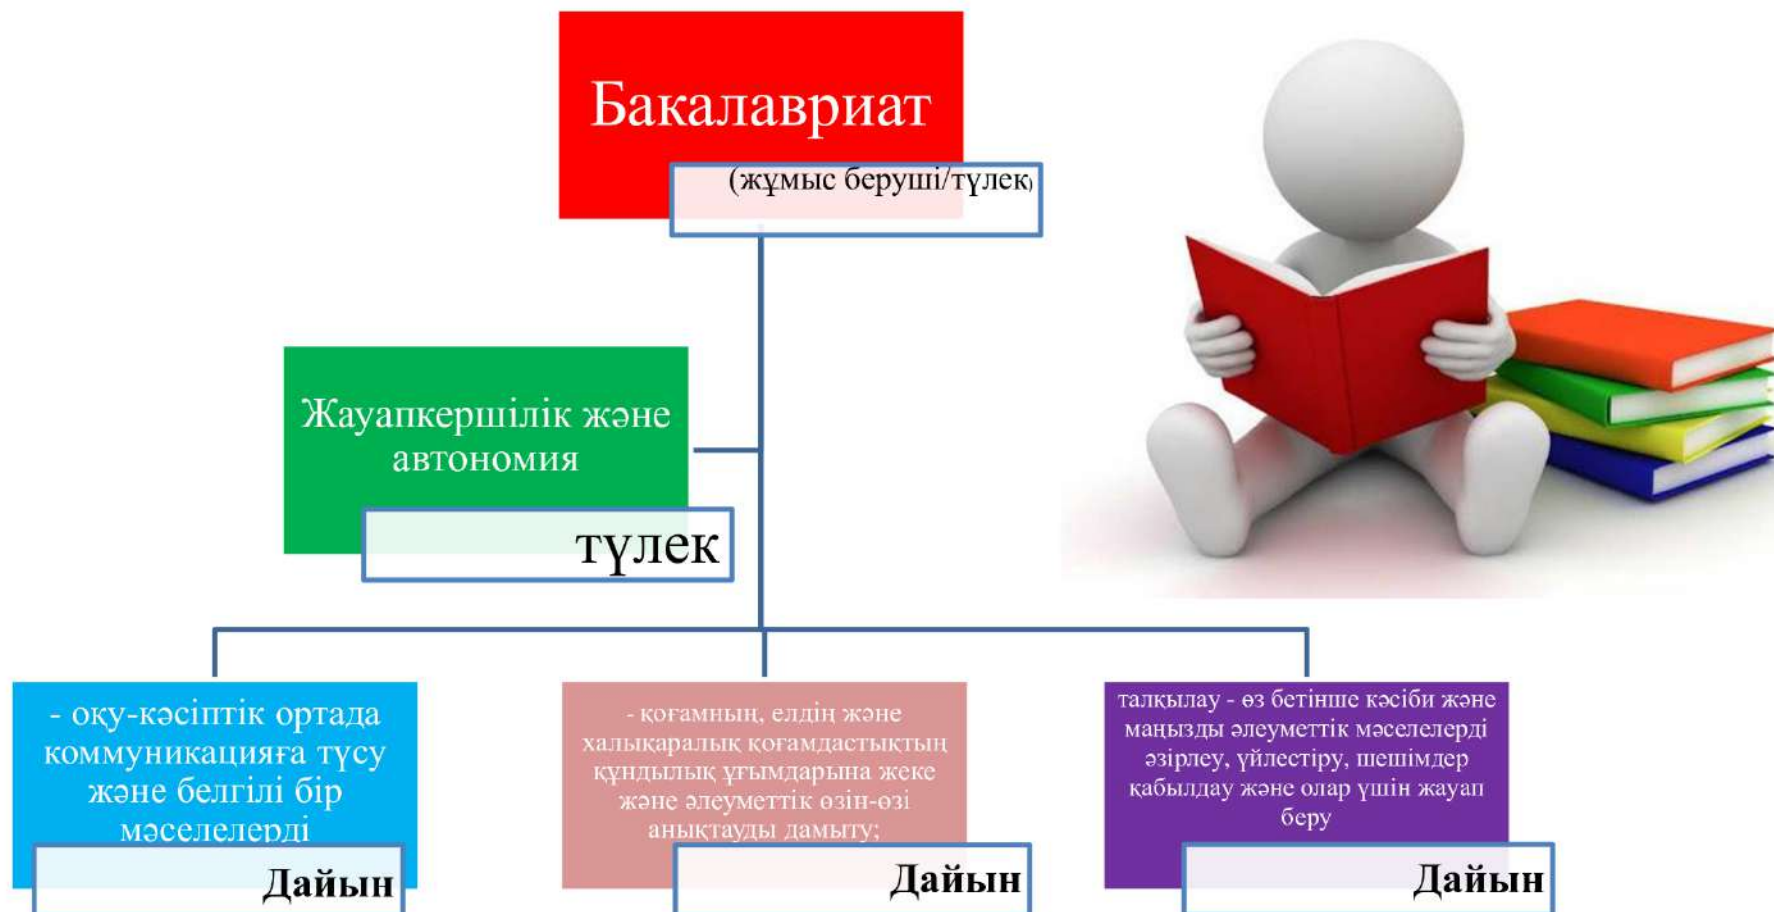 Бакалавриат
(жұмыс беруші/түлек)
Жауапкершілік және
автономия
түлек
- оқу-кәсіптік ортада
коммуникацияға түсу
және белгілі бір
мәселелерді
Дайын
- қоғамның, елдің және
халықаралық қоғамдастықтың
құндылық ұғымдарына жеке
және әлеуметтік өзін-өзі
анықтауды дамыту;
Дайын
талқылау - өз бетінше кәсіби және
маңызды әлеуметтік мәселелерді
әзірлеу, үйлестіру, шешімдер
қабылдау және олар үшін жауап
беру
Дайын